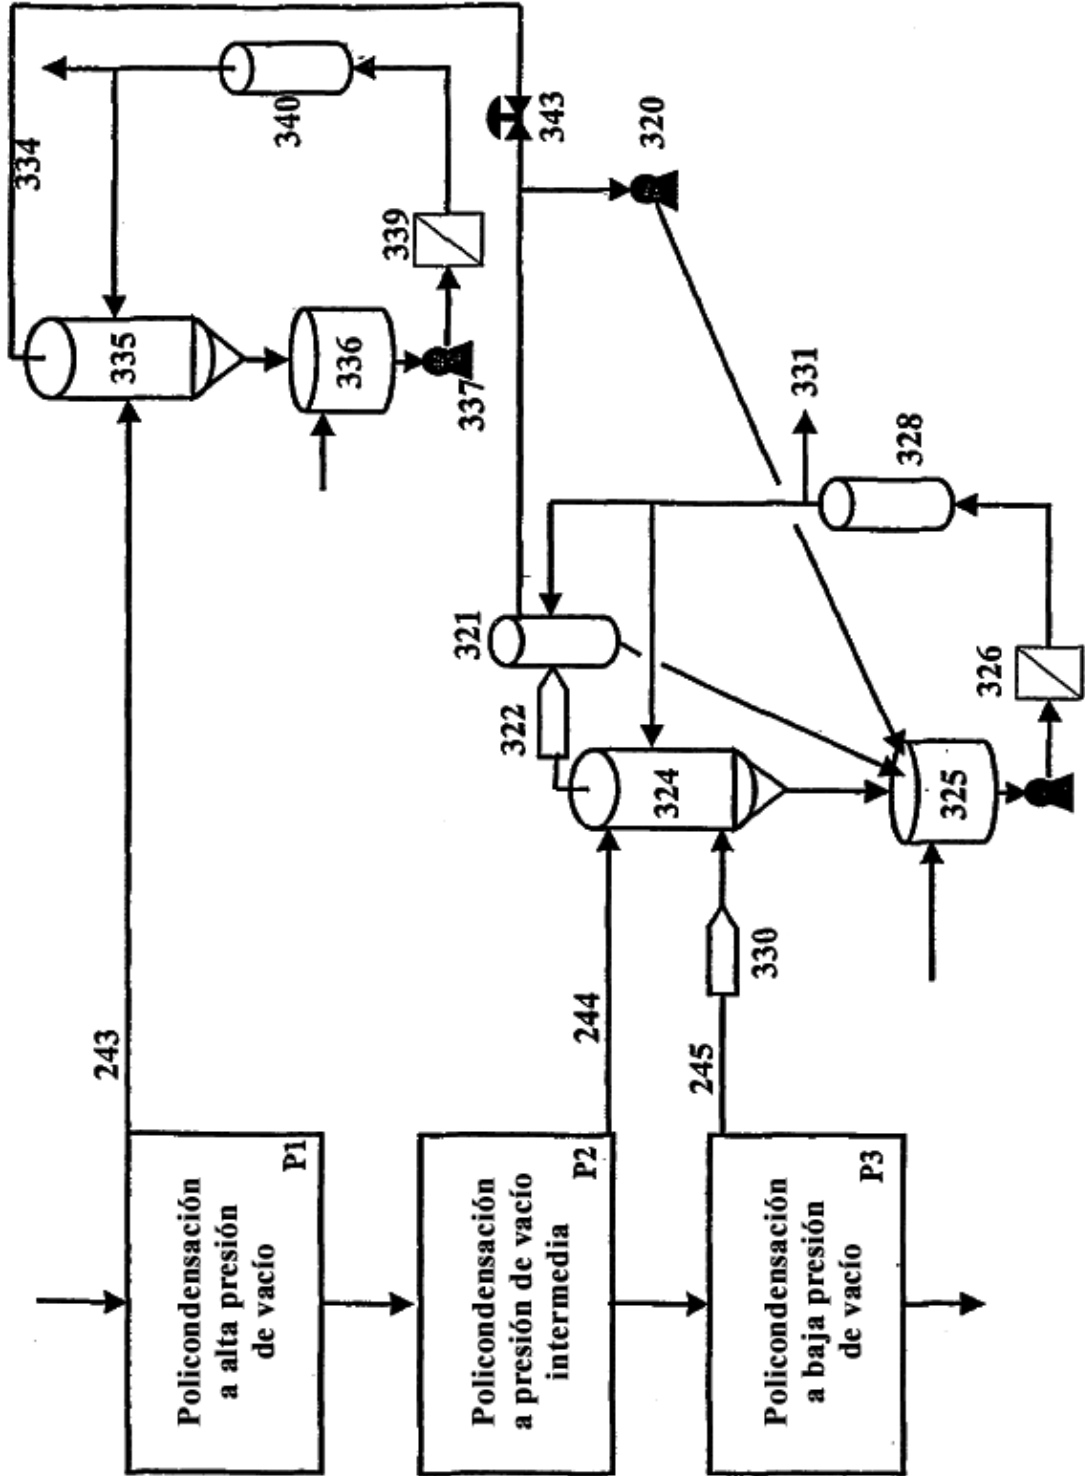 Policondensación
a alta presión
de vacío
P1
Policondensación
a presión de vacío
intermedia
P2
Policondensación
a baja presión
de vacío
P3
243
244
245
330
322
321
324
325
326
328
331
320
343
334
335
336
337
339
340